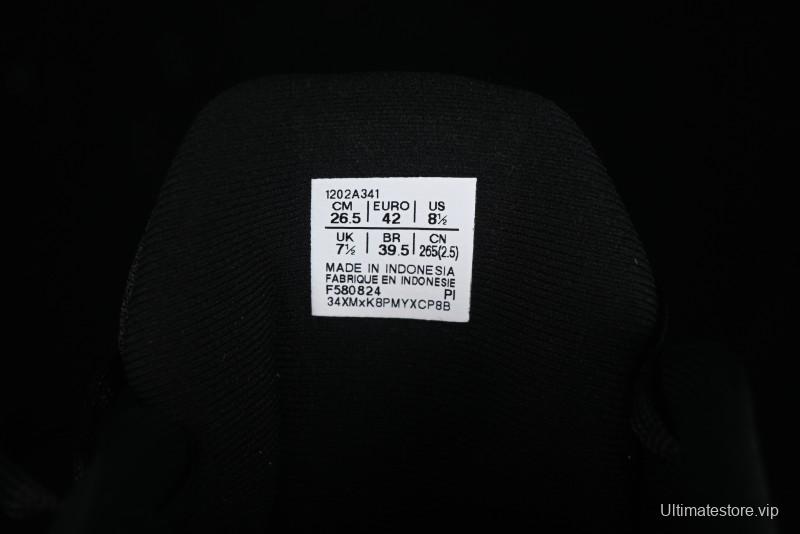 1202A341
CM | EURO | US
26.5 | 42 | 8½
UK | BR | CN
7½ | 39.5 | 265(2.5)
MADE IN INDONESIA
FABRIQUE EN INDONESIE
F580824 PI
34XMxK8PMYXCP8B
Ultimatestore.vip